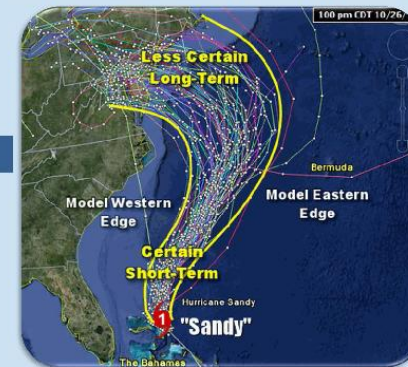 100 pm CDT 10/26/
Less Certain
Long-Term
Bermuda
Model Western
Edge
Model Eastern
Edge
Certain
Short-Term
Hurricane Sandy
1
"Sandy"
The Bahamas